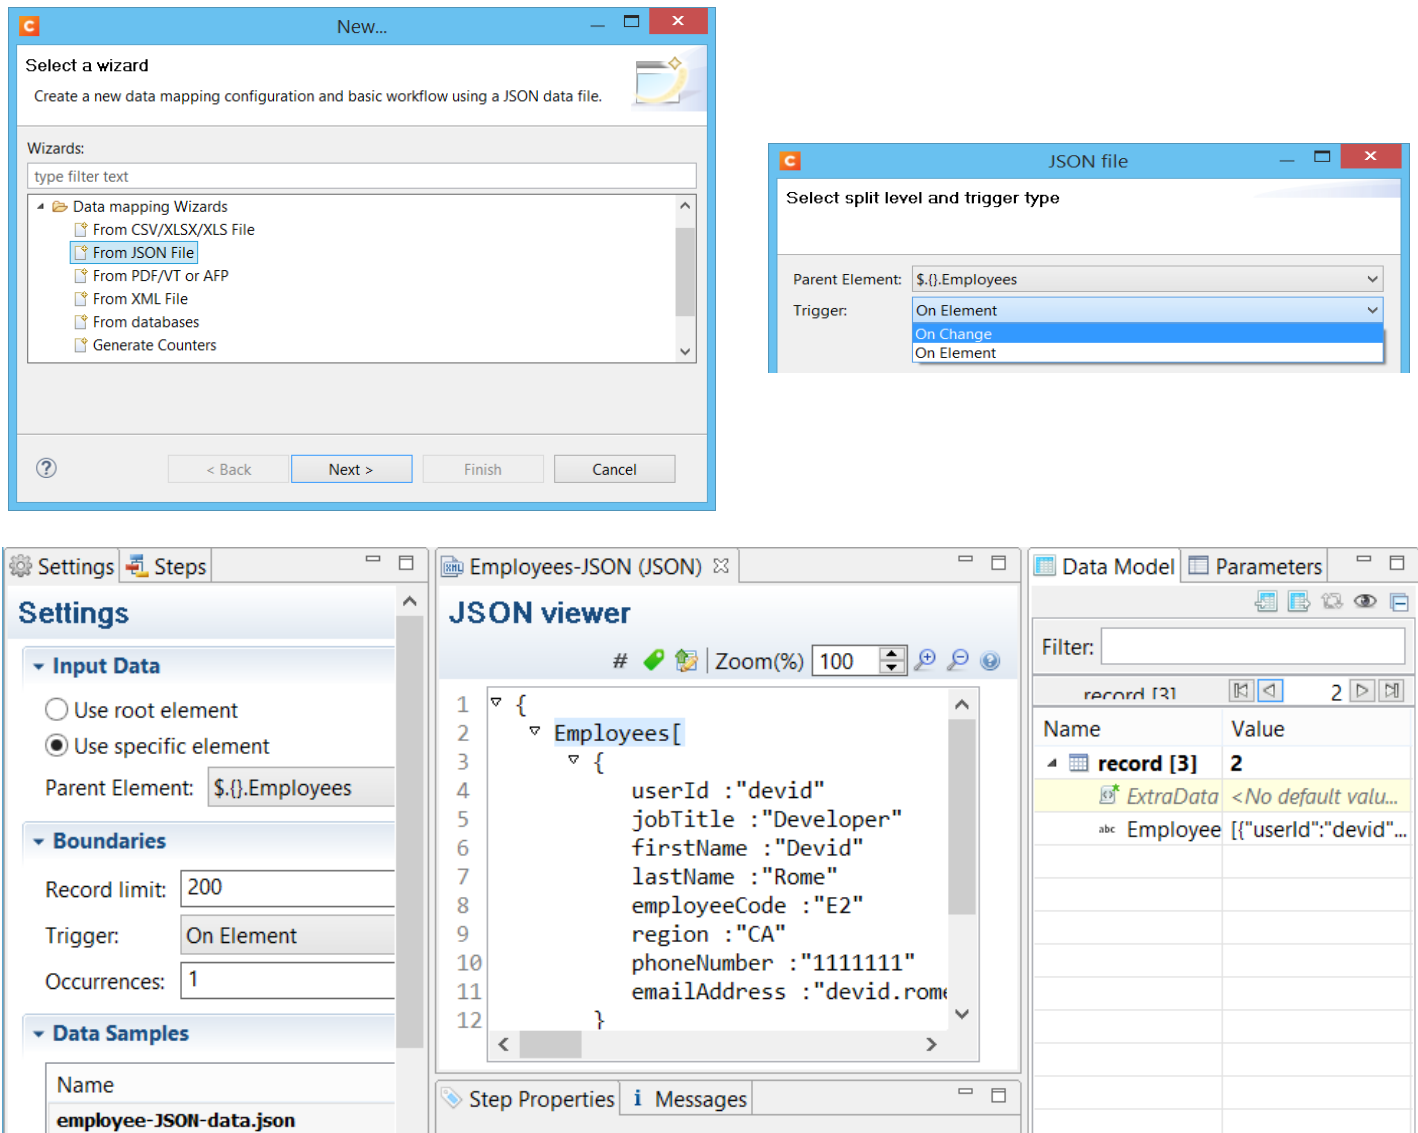 New...
Select a wizard
Create a new data mapping configuration and basic workflow using a JSON data file.
Wizards:
type filter text
Data mapping Wizards
From CSV/XLSX/XLS File
From JSON File
From PDF/VT or AFP
From XML File
From databases
Generate Counters
< Back
Next >
Finish
Cancel
JSON file
Select split level and trigger type
Parent Element: $.{}.Employees
Trigger: On Element
On Change
On Element
Settings
Steps
Settings
Input Data
Use root element
Use specific element
Parent Element: $.{}.Employees
Boundaries
Record limit: 200
Trigger: On Element
Occurrences: 1
Data Samples
Name
employee-JSON-data.json
Employees-JSON (JSON)
JSON viewer
# Zoom(%) 100
1 {
2 Employees[
3 {
4 userId :"devid"
5 jobTitle :"Developer"
6 firstName :"Devid"
7 lastName :"Rome"
8 employeeCode :"E2"
9 region :"CA"
10 phoneNumber :"1111111"
11 emailAddress :"devid.rome
12 }
Step Properties
Messages
Data Model
Parameters
Filter:
record [3] 2
Name Value
record [3] 2
ExtraData <No default valu...
abc Employee [{"userId":"devid"...